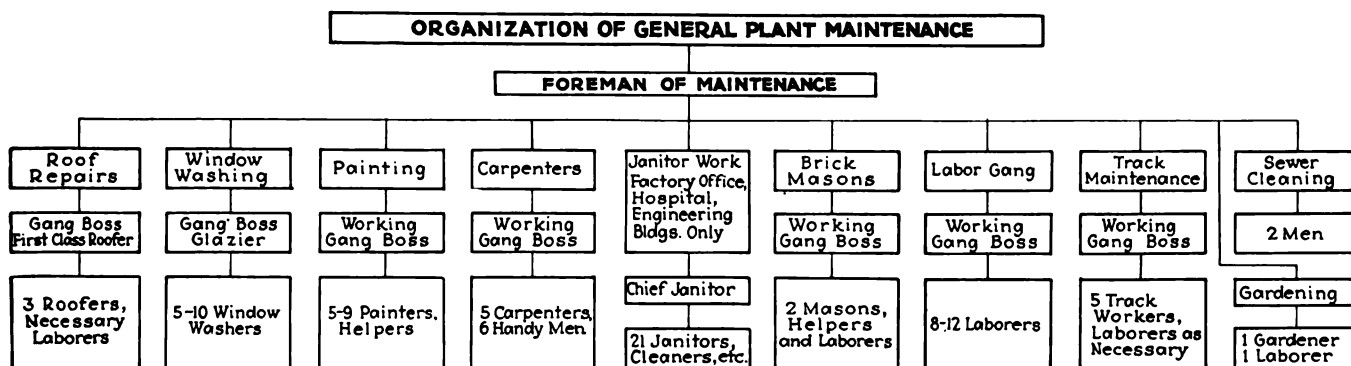 ORGANIZATION OF GENERAL PLANT MAINTENANCE
FOREMAN OF MAINTENANCE
Roof
Repairs
Gang Boss
First Class Roofer
3 Roofers,
Necessary
Laborers
Window
Washing
Gang Boss
Glazier
5-10 Window
Washers
Painting
Working
Gang Boss
5-9 Painters.
Helpers
Carpenters
Working
Gang Boss
5 Carpenters,
6 Handy Men.
Janitor Work
Factory Office,
Hospital,
Engineering
Bldgs. Only
Chief Janitor
21 Janitors,
Cleaners, etc.
Brick
Masons
Working
Gang Boss
2 Masons,
Helpers
and Laborers
Labor Gang
Working
Gang Boss
8-12 Laborers
Track
Maintenance
Working
Gang Boss
5 Track
Workers,
Laborers as
Necessary
Sewer
Cleaning
2 Men
Gardening
1 Gardener
1 Laborer